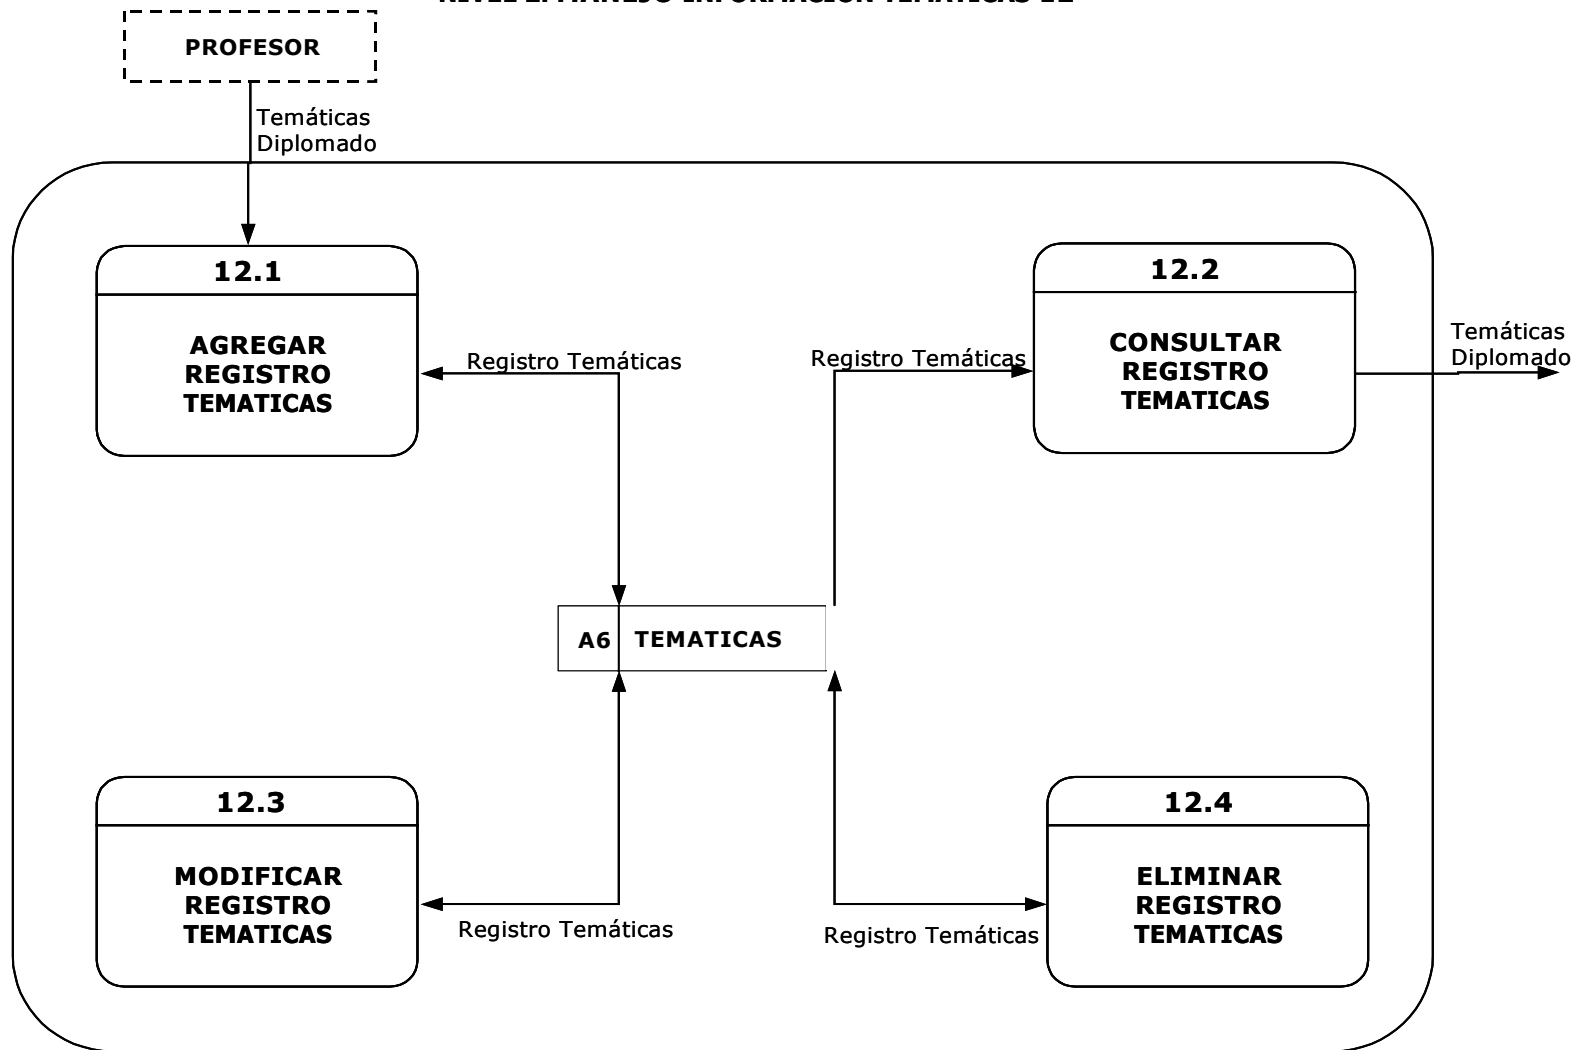 PROFESOR
Temáticas
Diplomado
12.1
AGREGAR
REGISTRO
TEMATICAS
Registro Temáticas
Registro Temáticas
12.2
CONSULTAR
REGISTRO
TEMATICAS
Temáticas
Diplomado
A6 TEMATICAS
12.3
MODIFICAR
REGISTRO
TEMATICAS
Registro Temáticas
Registro Temáticas
12.4
ELIMINAR
REGISTRO
TEMATICAS